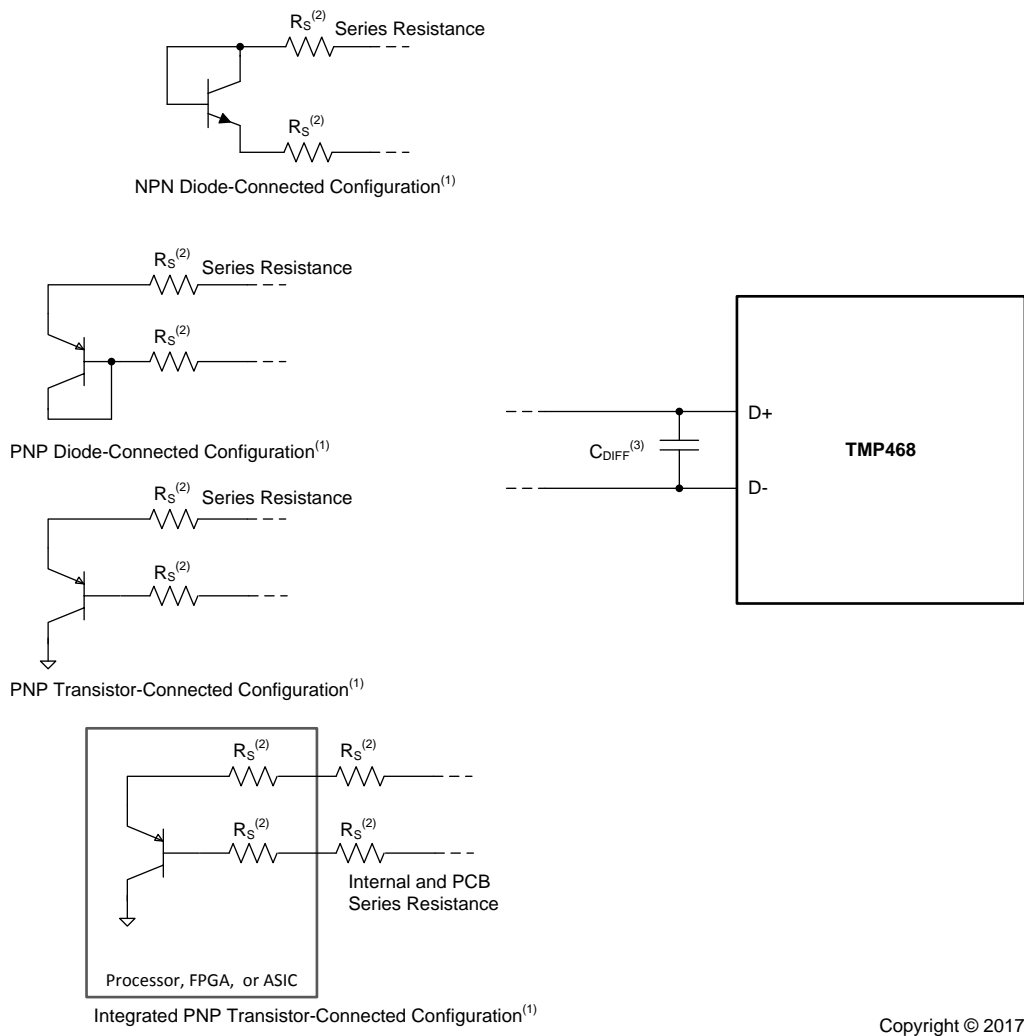 RS(2)
Series Resistance
RS(2)
NPN Diode-Connected Configuration(1)
RS(2)
Series Resistance
RS(2)
PNP Diode-Connected Configuration(1)
RS(2)
Series Resistance
RS(2)
PNP Transistor-Connected Configuration(1)
RS(2)
RS(2)
RS(2)
RS(2)
Internal and PCB
Series Resistance
Processor, FPGA, or ASIC
Integrated PNP Transistor-Connected Configuration(1)
CDIFF(3)
D+
D-
TMP468
Copyright © 2017